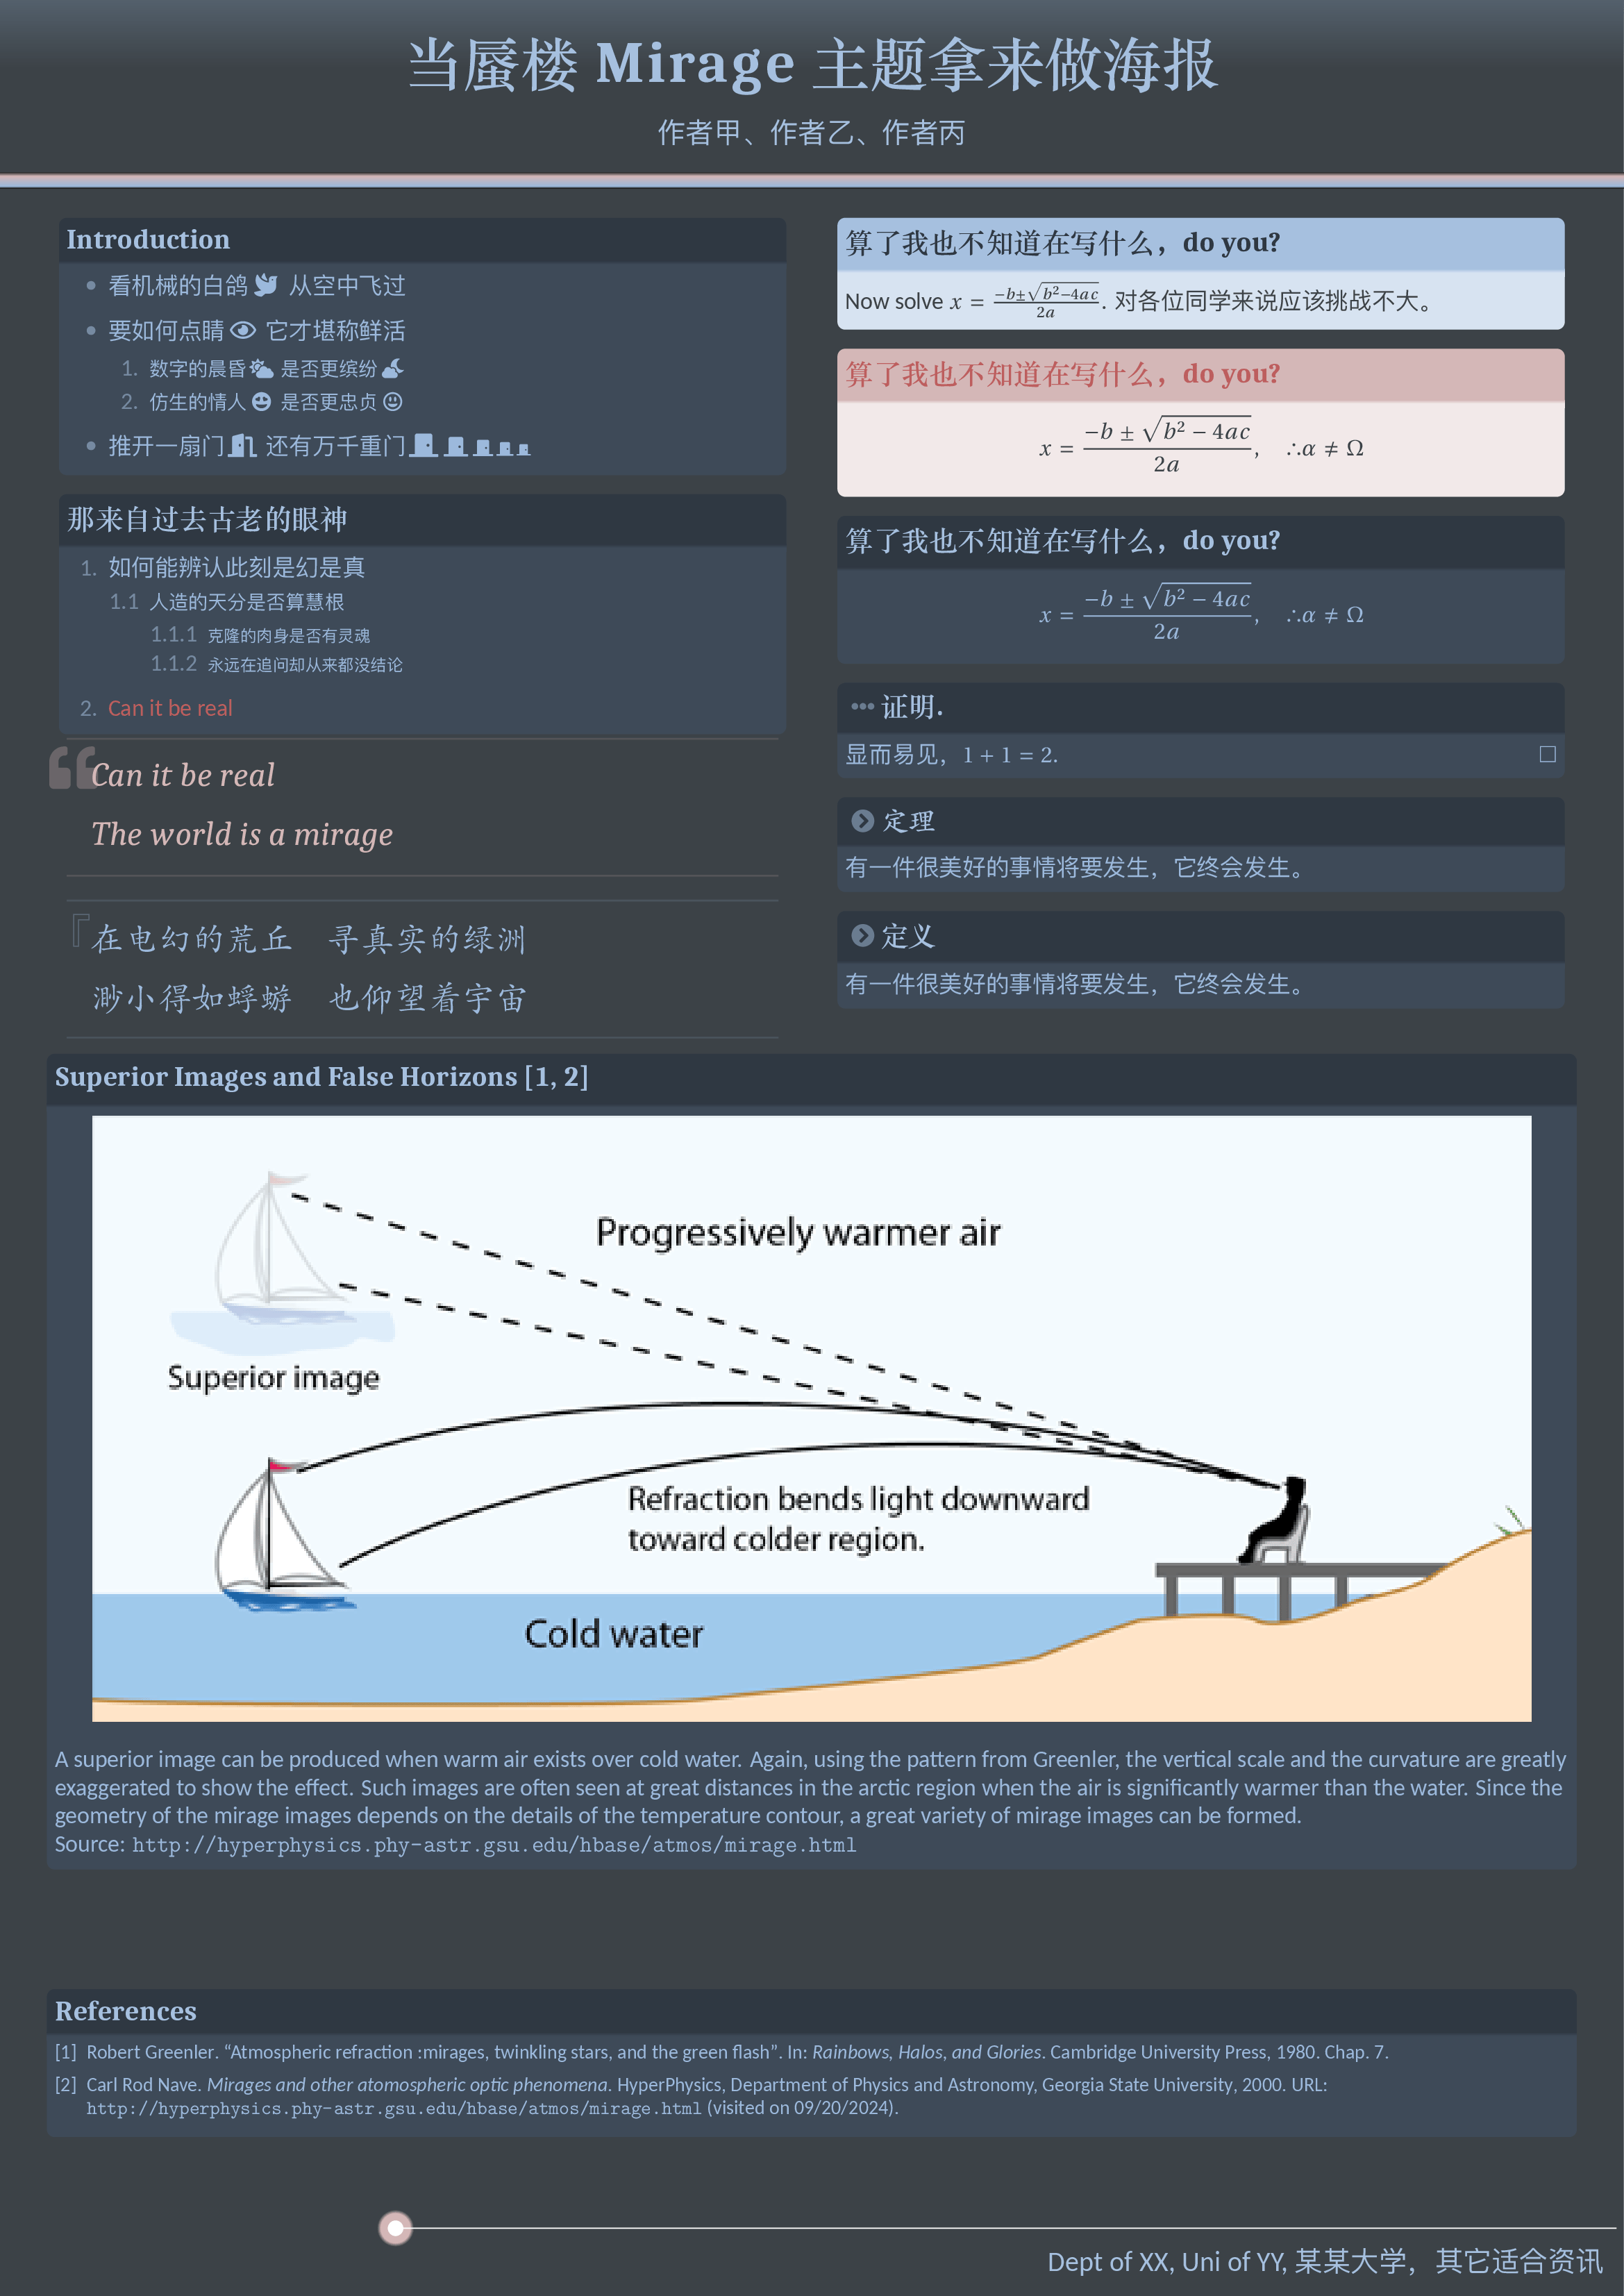 当蜃楼 Mirage 主题拿来做海报
作者甲、作者乙、作者丙
Introduction
• 看机械的白鸽 从空中飞过
• 要如何点睛 它才堪称鲜活
1. 数字的晨昏 是否更缤纷
2. 仿生的情人 是否更忠贞
• 推开一扇门 还有万千重门
那来自过去古老的眼神
1. 如何能辨认此刻是幻是真
1.1 人造的天分是否算慧根
1.1.1 克隆的肉身是否有灵魂
1.1.2 永远在追问却从来都没结论
2. Can it be real
“Can it be real
The world is a mirage
『在电幻的荒丘 寻真实的绿洲
渺小得如蜉蝣 也仰望着宇宙
算了我也不知道在写什么，do you?
Now solve x = \frac{-b±\sqrt{b²−4ac}}{2a}. 对各位同学来说应该挑战不大。
算了我也不知道在写什么，do you?
x = \frac{-b ± \sqrt{b² − 4ac}}{2a}, ∴α ≠ Ω
算了我也不知道在写什么，do you?
x = \frac{-b ± \sqrt{b² − 4ac}}{2a}, ∴α ≠ Ω
••• 证明.
显而易见，1 + 1 = 2. □
定理
有一件很美好的事情将要发生，它终会发生。
定义
有一件很美好的事情将要发生，它终会发生。
Superior Images and False Horizons [1, 2]
Progressively warmer air
Superior image
Refraction bends light downward
toward colder region.
Cold water
A superior image can be produced when warm air exists over cold water. Again, using the pattern from Greenler, the vertical scale and the curvature are greatly
exaggerated to show the effect. Such images are often seen at great distances in the arctic region when the air is significantly warmer than the water. Since the
geometry of the mirage images depends on the details of the temperature contour, a great variety of mirage images can be formed.
Source: http://hyperphysics.phy-astr.gsu.edu/hbase/atmos/mirage.html
References
[1] Robert Greenler. “Atmospheric refraction :mirages, twinkling stars, and the green flash”. In: Rainbows, Halos, and Glories. Cambridge University Press, 1980. Chap. 7.
[2] Carl Rod Nave. Mirages and other atomospheric optic phenomena. HyperPhysics, Department of Physics and Astronomy, Georgia State University, 2000. URL:
http://hyperphysics.phy-astr.gsu.edu/hbase/atmos/mirage.html (visited on 09/20/2024).
Dept of XX, Uni of YY, 某某大学，其它适合资讯